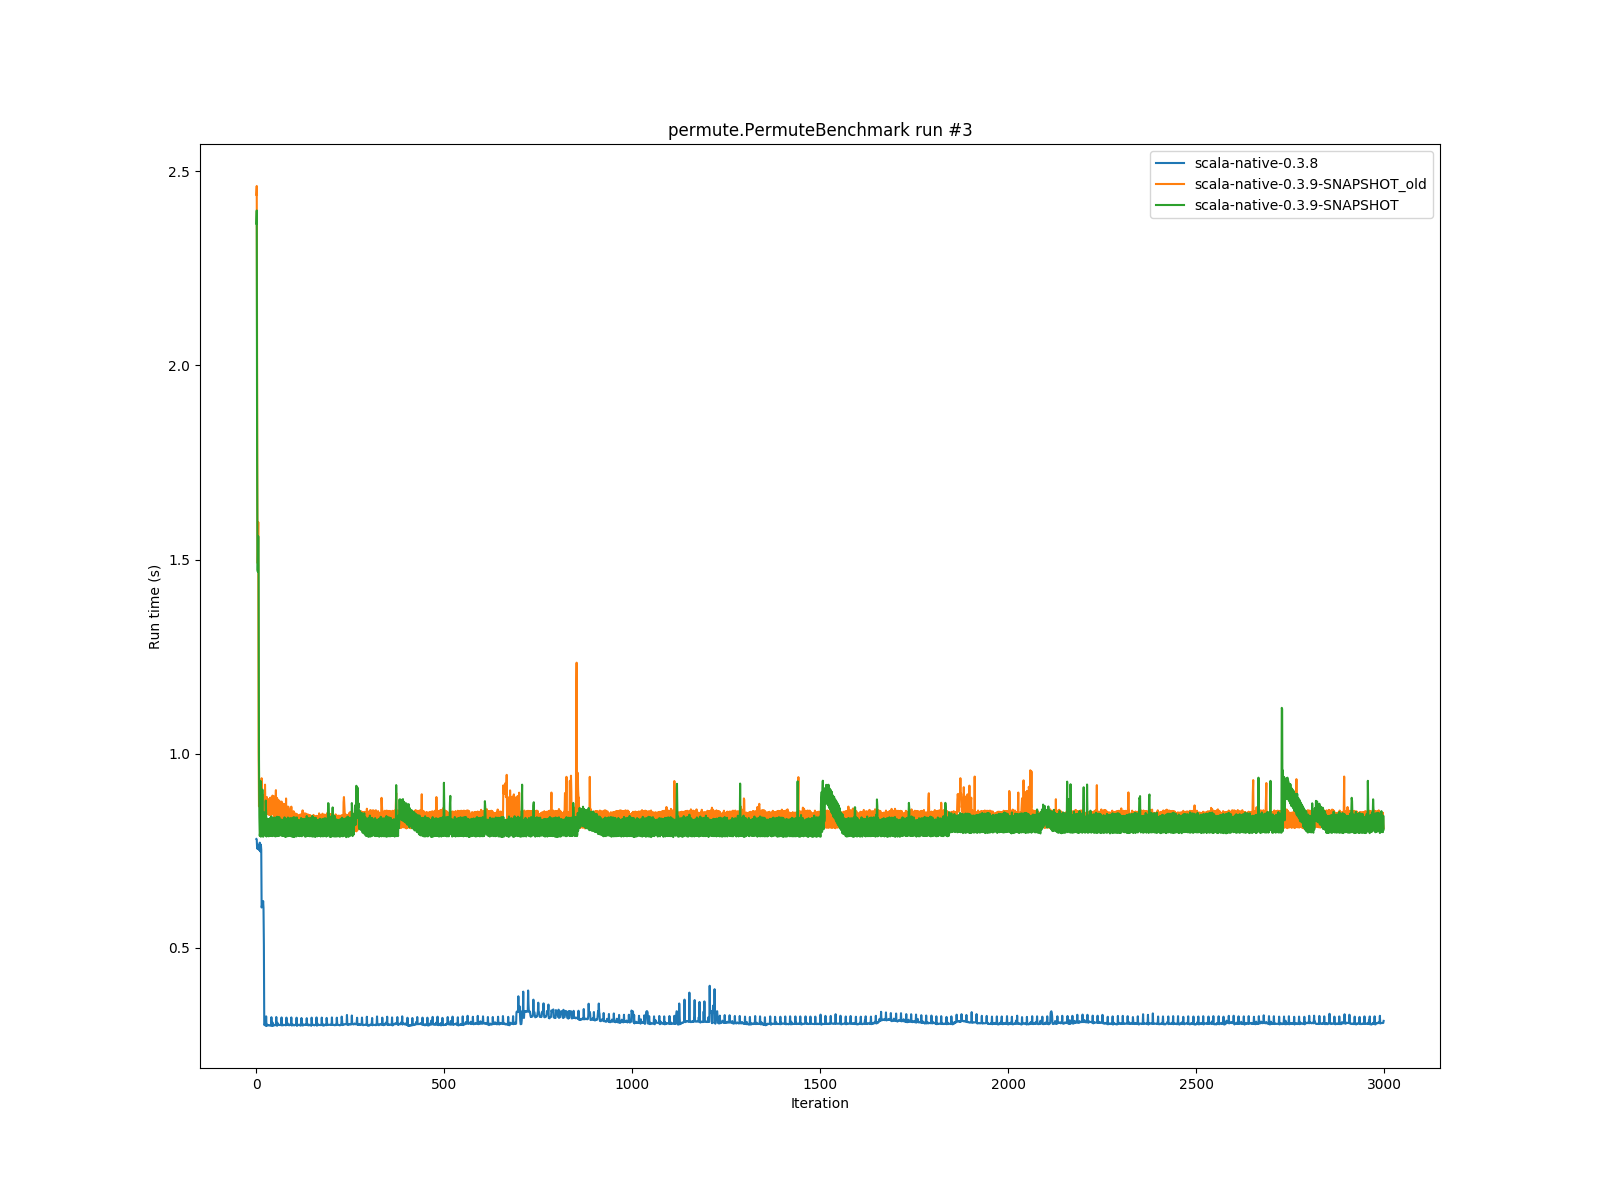 permute.PermuteBenchmark run #3
scala-native-0.3.8
scala-native-0.3.9-SNAPSHOT_old
scala-native-0.3.9-SNAPSHOT
Run time (s)
2.5
2.0
1.5
1.0
0.5
0 500 1000 1500 2000 2500 3000
Iteration